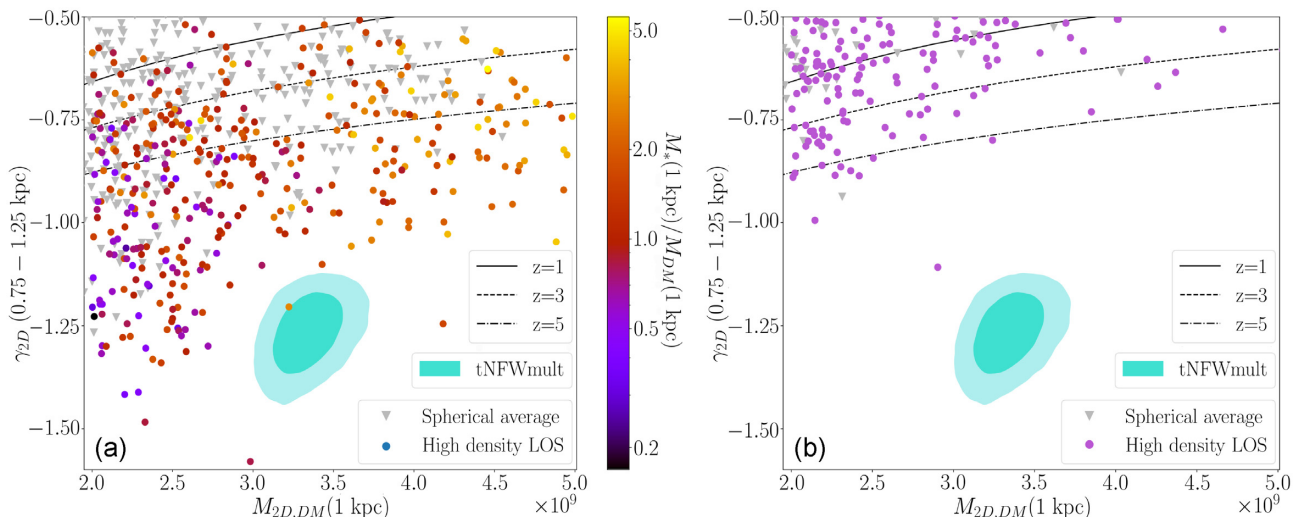 −0.50
−0.75
−1.00
−1.25
−1.50
γ2D (0.75 − 1.25 kpc)
2.0 2.5 3.0 3.5 4.0 4.5 5.0
M2D,DM(1 kpc) ×10^9
(a)
z=1
z=3
z=5
tNFWmult
Spherical average
High density LOS
5.0
2.0
1.0
0.5
0.2
M*(1 kpc)/MDM(1 kpc)
−0.50
−0.75
−1.00
−1.25
−1.50
γ2D (0.75 − 1.25 kpc)
2.0 2.5 3.0 3.5 4.0 4.5 5.0
M2D,DM(1 kpc) ×10^9
(b)
z=1
z=3
z=5
tNFWmult
Spherical average
High density LOS